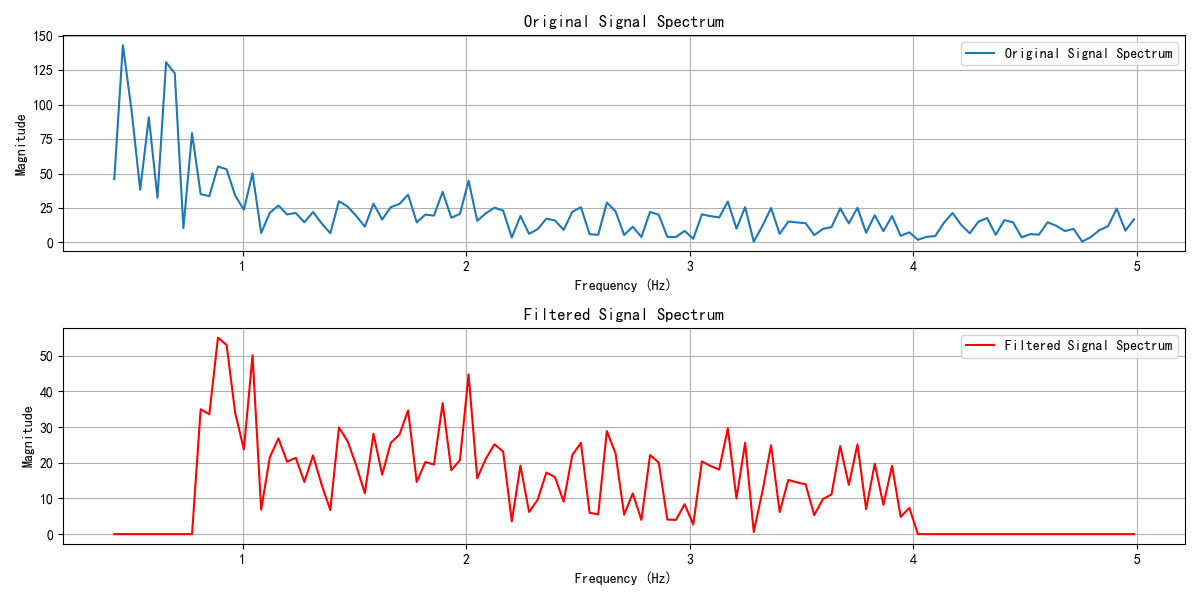 Original Signal Spectrum
150
125
100
75
50
25
0
Magnitude
Original Signal Spectrum
1 2 3 4 5
Frequency (Hz)
Filtered Signal Spectrum
50
40
30
20
10
0
Magnitude
Filtered Signal Spectrum
1 2 3 4 5
Frequency (Hz)